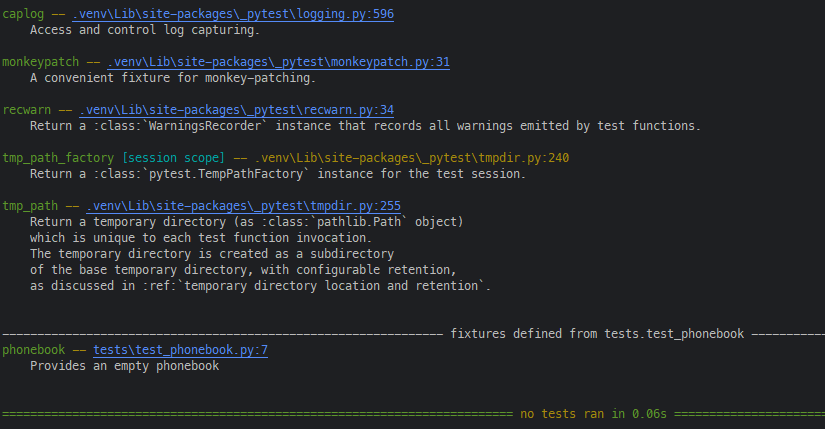 caplog -- .venv\Lib\site-packages\_pytest\logging.py:596
Access and control log capturing.
monkeypatch -- .venv\Lib\site-packages\_pytest\monkeypatch.py:31
A convenient fixture for monkey-patching.
recwarn -- .venv\Lib\site-packages\_pytest\recwarn.py:34
Return a :class:`WarningsRecorder` instance that records all warnings emitted by test functions.
tmp_path_factory [session scope] -- .venv\Lib\site-packages\_pytest\tmpdir.py:240
Return a :class:`pytest.TempPathFactory` instance for the test session.
tmp_path -- .venv\Lib\site-packages\_pytest\tmpdir.py:255
Return a temporary directory (as :class:`pathlib.Path` object)
which is unique to each test function invocation.
The temporary directory is created as a subdirectory
of the base temporary directory, with configurable retention,
as discussed in :ref:`temporary directory location and retention`.
--------------------------------------------------------------- fixtures defined from tests.test_phonebook -----------
phonebook -- tests\test_phonebook.py:7
Provides an empty phonebook
========================================================================= no tests ran in 0.06s ======================